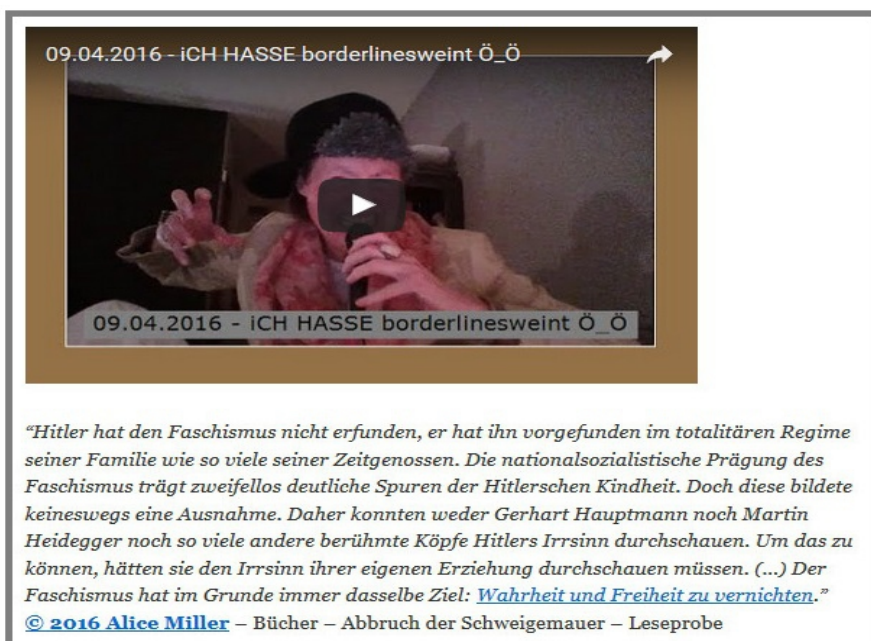 09.04.2016 - iCH HASSE borderlinesweint Ö_Ö
09.04.2016 - iCH HASSE borderlinesweint Ö_Ö
“Hitler hat den Faschismus nicht erfunden, er hat ihn vorgefunden im totalitären Regime
seiner Familie wie so viele seiner Zeitgenossen. Die nationalsozialistische Prägung des
Faschismus trägt zweifellos deutliche Spuren der Hitlerschen Kindheit. Doch diese bildete
keineswegs eine Ausnahme. Daher konnten weder Gerhart Hauptmann noch Martin
Heidegger noch so viele andere berühmte Köpfe Hitlers Irrsinn durchschauen. Um das zu
können, hätten sie den Irrsinn ihrer eigenen Erziehung durchschauen müssen. (...) Der
Faschismus hat im Grunde immer dasselbe Ziel: Wahrheit und Freiheit zu vernichten.”
© 2016 Alice Miller – Bücher – Abbruch der Schweigemauer – Leseprobe